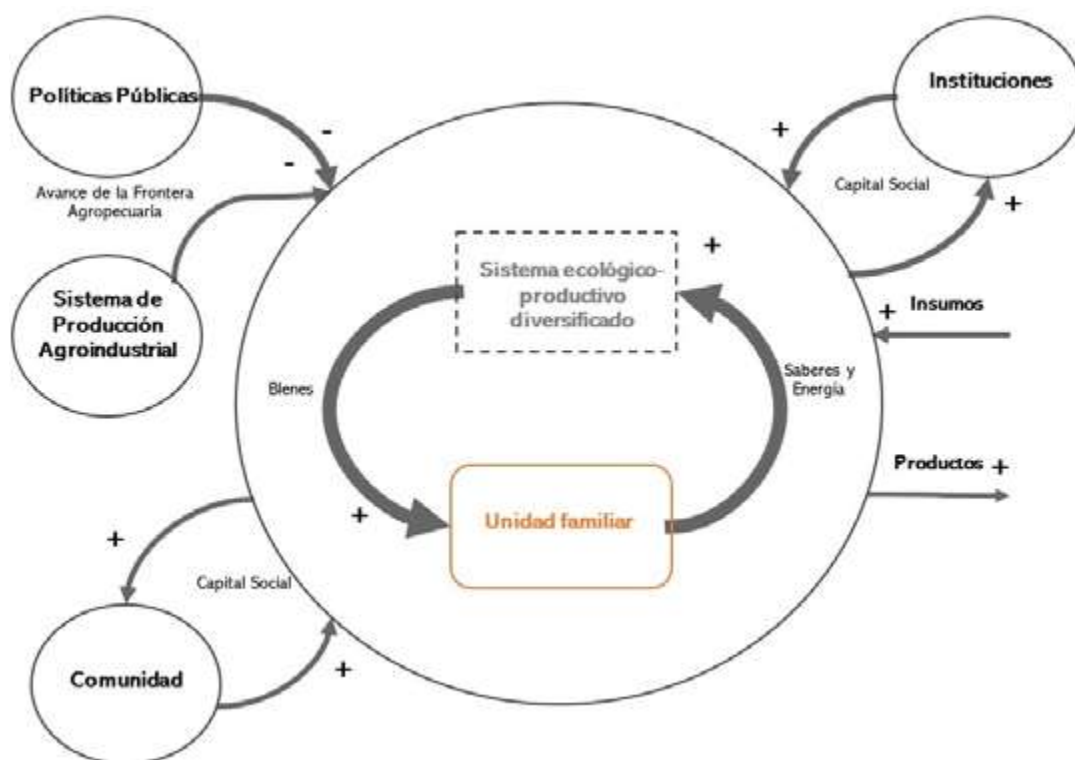 Políticas Públicas
-
-
Avance de la Frontera
Agropecuaria
Sistema de
Producción
Agroindustrial
Instituciones
+
Capital Social
+
+ Insumos
Productos +
Sistema ecológico-
productivo
diversificado
+
Bienes
Saberes y
Energía
+
Unidad familiar
+
Capital Social
+
Comunidad